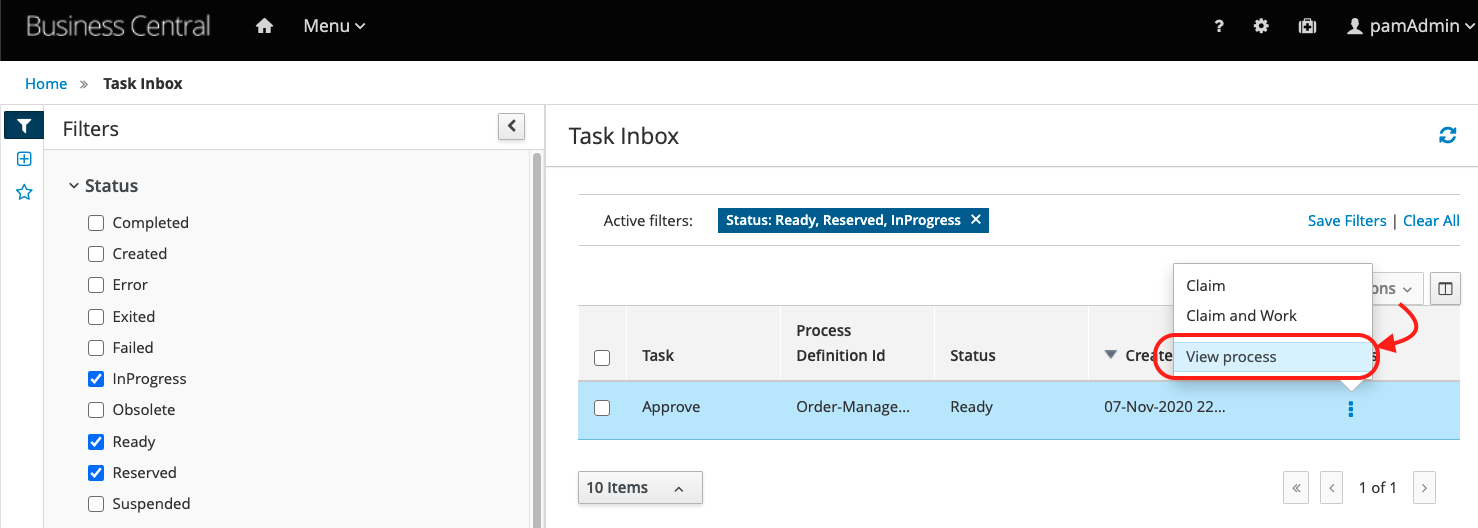 Business Central
Menu
?
pamAdmin
Home » Task Inbox
Filters
Status
Completed
Created
Error
Exited
Failed
InProgress
Obsolete
Ready
Reserved
Suspended
Task Inbox
Active filters: Status: Ready, Reserved, InProgress ✕ Save Filters | Clear All
Claim
Claim and Work
View process
Task
Process
Definition Id
Status
Approve Order-Manage... Ready 07-Nov-2020 22...
10 Items
« < 1 of 1 >